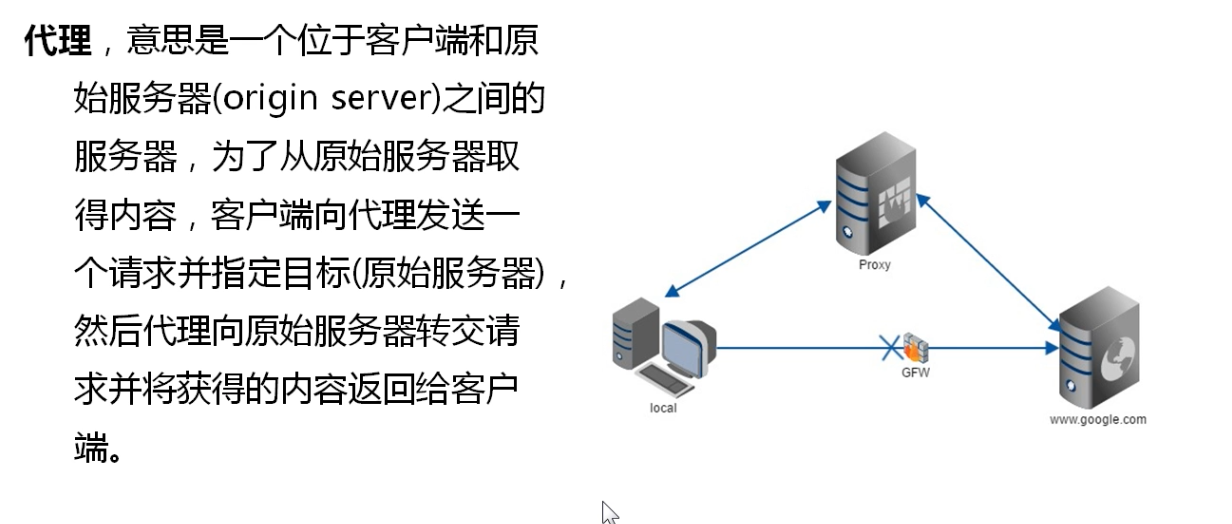 代理，意思是一个位于客户端和原
始服务器(origin server)之间的
服务器，为了从原始服务器取
得内容，客户端向代理发送一
个请求并指定目标(原始服务器)，
然后代理向原始服务器转交请
求并将获得的内容返回给客户
端。
Proxy
GFW
local
www.google.com